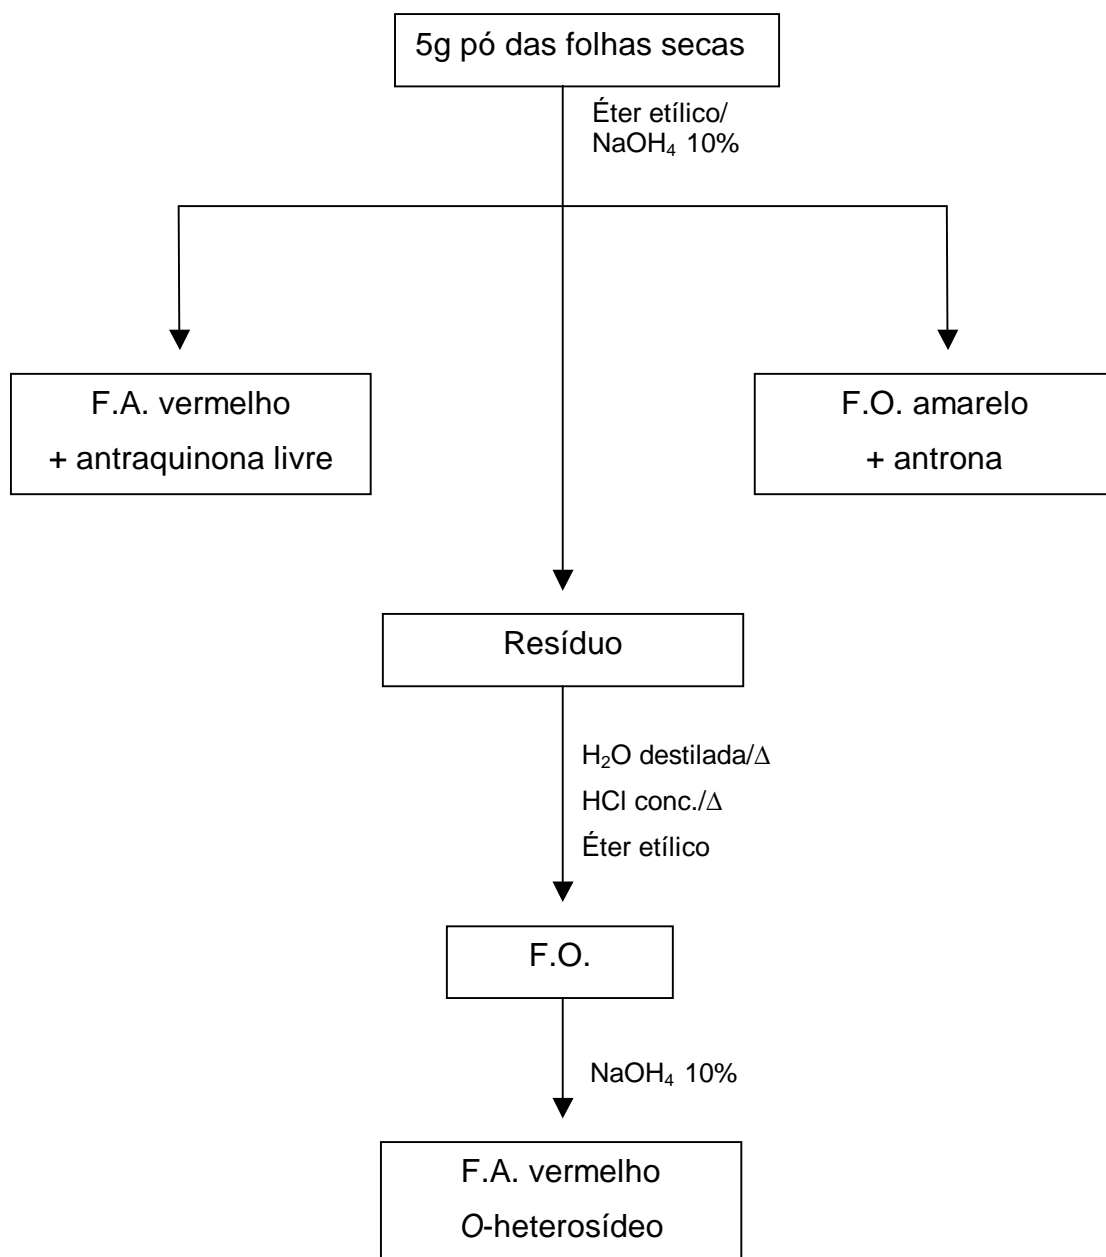 5g pó das folhas secas
Éter etílico/
NaOH₄ 10%
F.A. vermelho
+ antraquinona livre
F.O. amarelo
+ antrona
Resíduo
H₂O destilada/∆
HCl conc./∆
Éter etílico
F.O.
NaOH₄ 10%
F.A. vermelho
O-heterosídeo